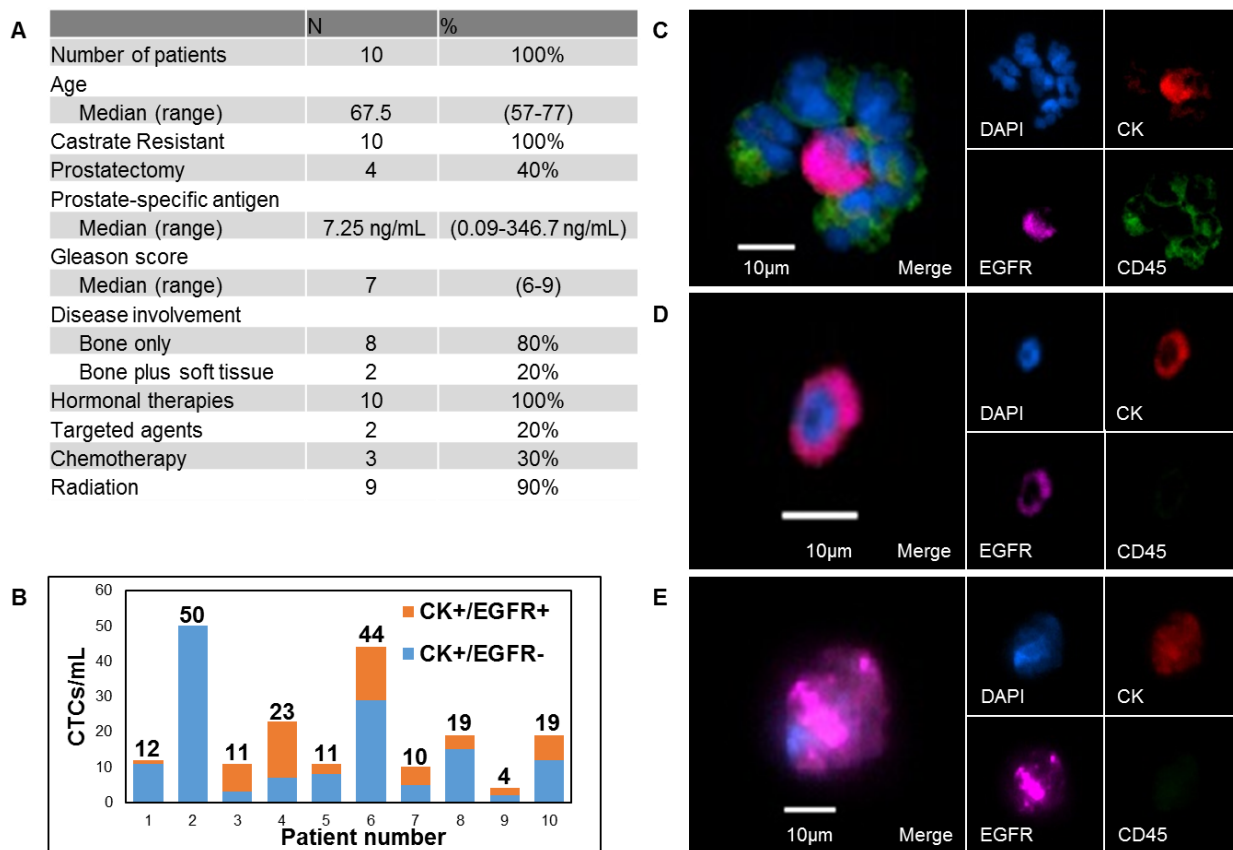 A
N %
Number of patients 10 100%
Age
Median (range) 67.5 (57-77)
Castrate Resistant 10 100%
Prostatectomy 4 40%
Prostate-specific antigen
Median (range) 7.25 ng/mL (0.09-346.7 ng/mL)
Gleason score
Median (range) 7 (6-9)
Disease involvement
Bone only 8 80%
Bone plus soft tissue 2 20%
Hormonal therapies 10 100%
Targeted agents 2 20%
Chemotherapy 3 30%
Radiation 9 90%
B
CTCs/mL
60
50
40
30
20
10
0
CK+/EGFR+
CK+/EGFR-
12 50 11 23 11 44 10 19 4 19
1 2 3 4 5 6 7 8 9 10
Patient number
C
10µm Merge
DAPI CK
EGFR CD45
D
10µm Merge
DAPI CK
EGFR CD45
E
10µm Merge
DAPI CK
EGFR CD45